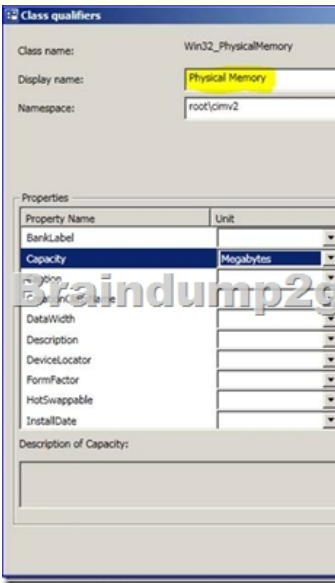 Class qualifiers
Class name: Win32_PhysicalMemory
Display name: Physical Memory
Namespace: root\cimv2
Properties
Property Name Unit
BankLabel
Capacity Megabytes
DataWidth
Description
DeviceLocator
FormFactor
HotSwappable
InstallDate
Description of Capacity:
Braindump2g